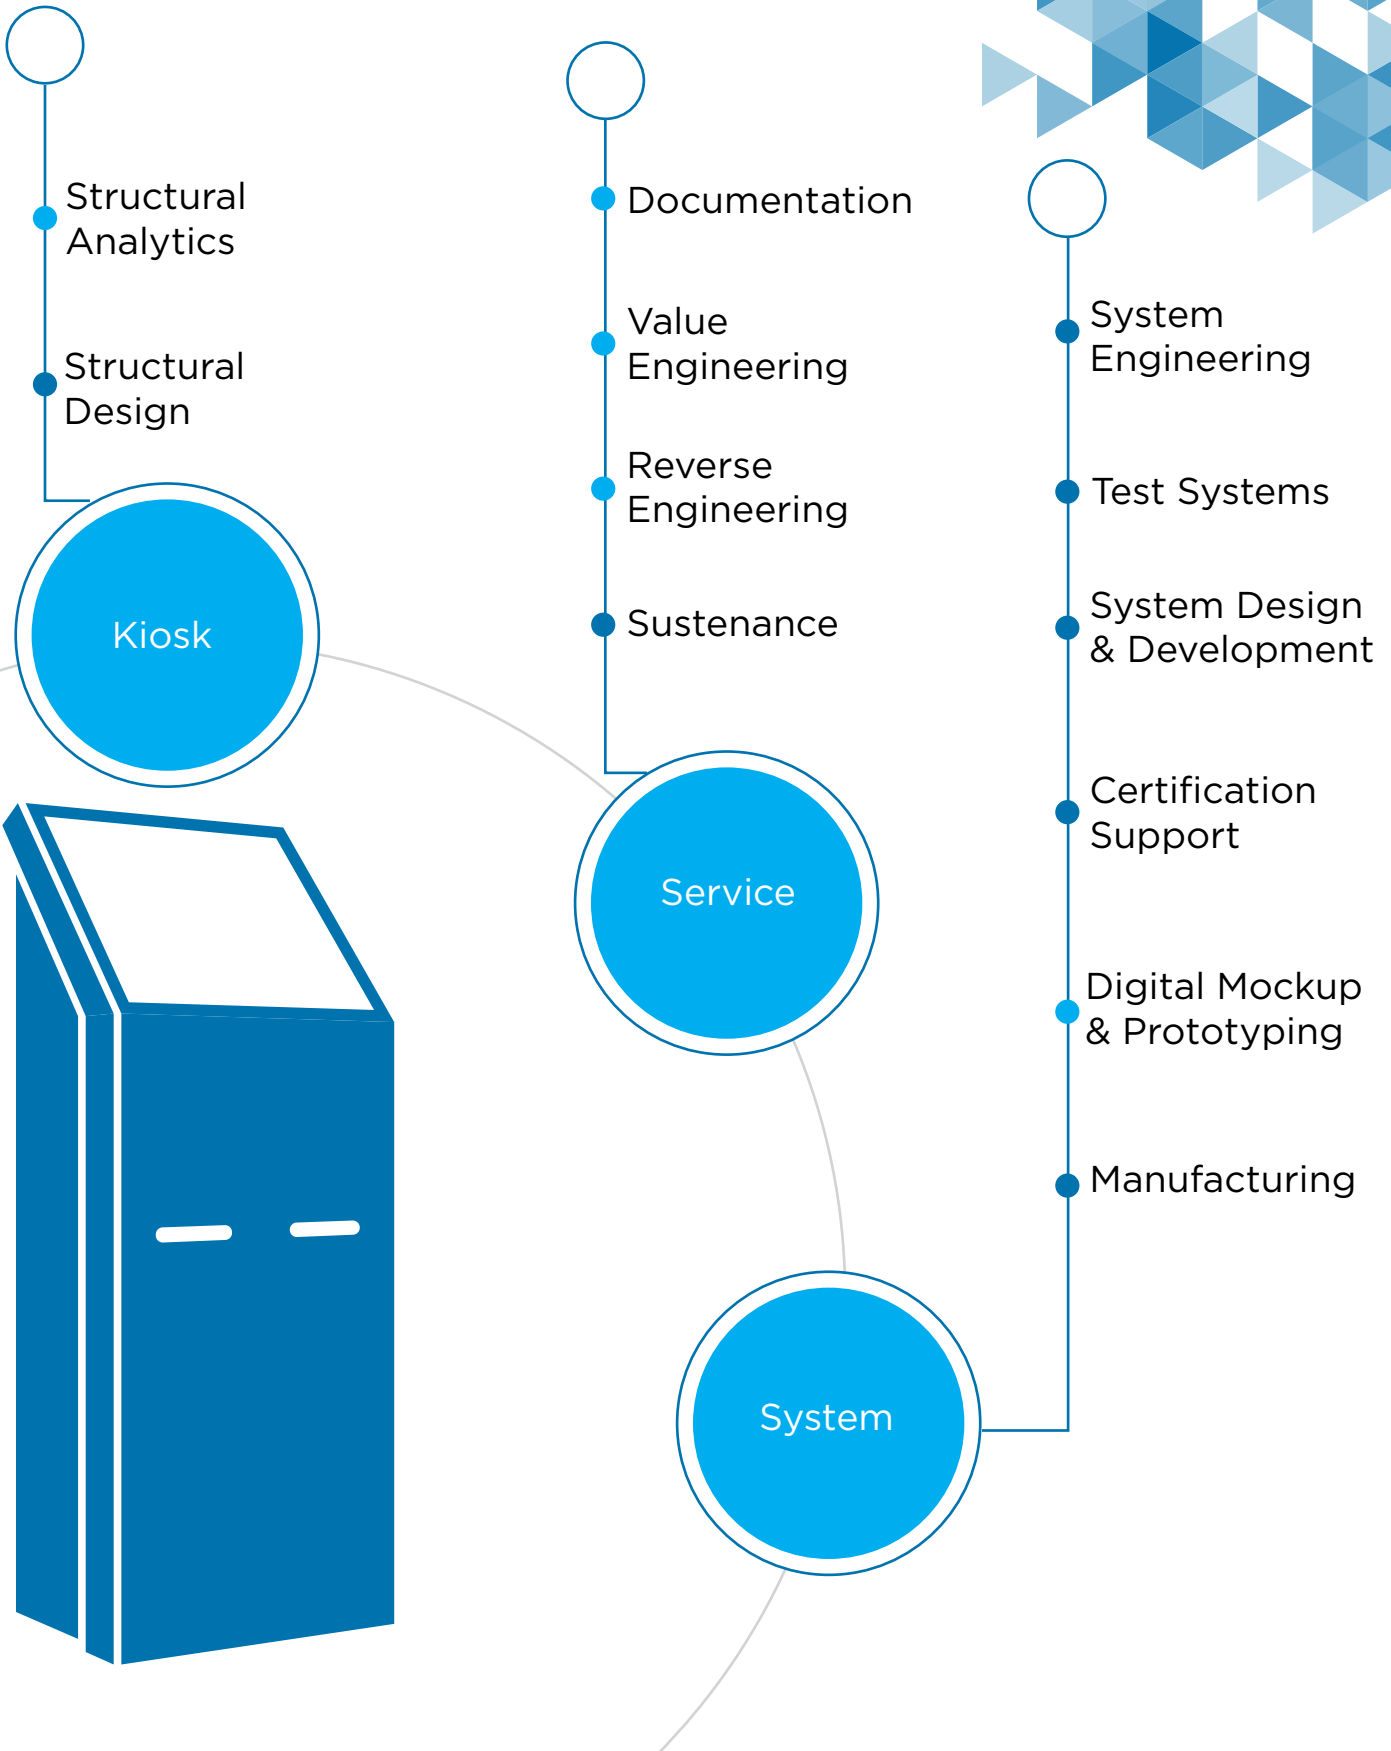 Structural
Analytics
Structural
Design
Kiosk
Documentation
Value
Engineering
Reverse
Engineering
Sustenance
Service
System
Engineering
Test Systems
System Design
& Development
Certification
Support
Digital Mockup
& Prototyping
Manufacturing
System